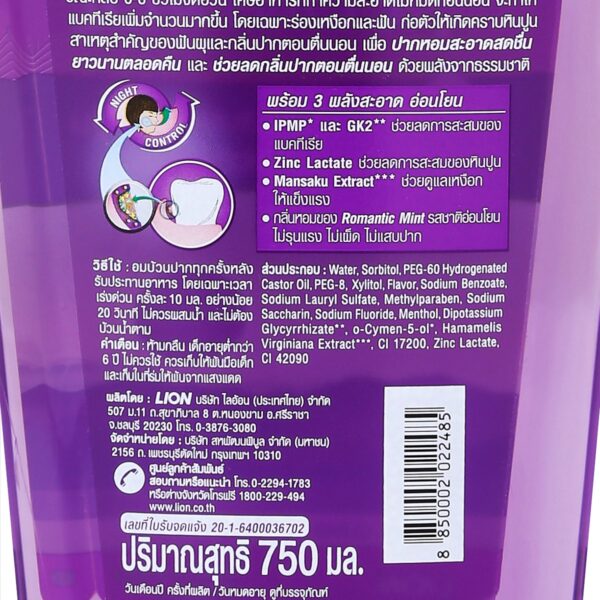 แบคทีเรียเพิ่มจำนวนมากขึ้น โดยเฉพาะร่องเหงือกและฟัน ก่อตัวให้เกิดคราบหินปูน
สาเหตุสำคัญของฟันผุและกลิ่นปากตอนตื่นนอน เพื่อ ปากหอมสะอาดสดชื่น
ยาวนานตลอดคืน และ ช่วยลดกลิ่นปากตอนตื่นนอน ด้วยพลังจากธรรมชาติ
NIGHT
CONTROL
พร้อม 3 พลังสะอาด อ่อนโยน
• IPMP* และ GK2** ช่วยลดการสะสมของ
แบคทีเรีย
• Zinc Lactate ช่วยลดการสะสมของหินปูน
• Mansaku Extract*** ช่วยดูแลเหงือก
ให้แข็งแรง
• กลิ่นหอมของ Romantic Mint รสชาติอ่อนโยน
ไม่รุนแรง ไม่เผ็ด ไม่แสบปาก
วิธีใช้ : อมบ้วนปากทุกครั้งหลัง
รับประทานอาหาร โดยเฉพาะเวลา
เร่งด่วน ครั้งละ 10 มล. อย่างน้อย
20 วินาที ไม่ควรผสมน้ำ และไม่ต้อง
บ้วนน้ำตาม
คำเตือน : ห้ามกลืน เด็กอายุต่ำกว่า
6 ปี ไม่ควรใช้ ควรเก็บให้พ้นมือเด็ก
และเก็บในที่ร่มให้พ้นจากแสงแดด
ส่วนประกอบ : Water, Sorbitol, PEG-60 Hydrogenated
Castor Oil, PEG-8, Xylitol, Flavor, Sodium Benzoate,
Sodium Lauryl Sulfate, Methylparaben, Sodium
Saccharin, Sodium Fluoride, Menthol, Dipotassium
Glycyrrhizate**, o-Cymen-5-ol*, Hamamelis
Virginiana Extract***, CI 17200, Zinc Lactate,
CI 42090
ผลิตโดย : LION บริษัท ไลอ้อน (ประเทศไทย) จำกัด
507 ม.11 ถ.สุขาภิบาล 8 ต.หนองขาม อ.ศรีราชา
จ.ชลบุรี 20230 โทร. 0-3876-3080
จัดจำหน่ายโดย : บริษัท สหพัฒนพิบูล จำกัด (มหาชน)
2156 ถ.เพชรบุรีตัดใหม่ กรุงเทพฯ 10310
ศูนย์ลูกค้าสัมพันธ์
สอบถามหรือแนะนำ โทร.0-2294-1783
หรือต่างจังหวัดโทรฟรี 1800-229-494
www.lion.co.th
เลขที่ใบรับจดแจ้ง 20-1-6400036702
ปริมาณสุทธิ 750 มล.
วันเดือนปี ครั้งที่ผลิต / วันหมดอายุ ดูที่บรรจุภัณฑ์
8 850002 022485